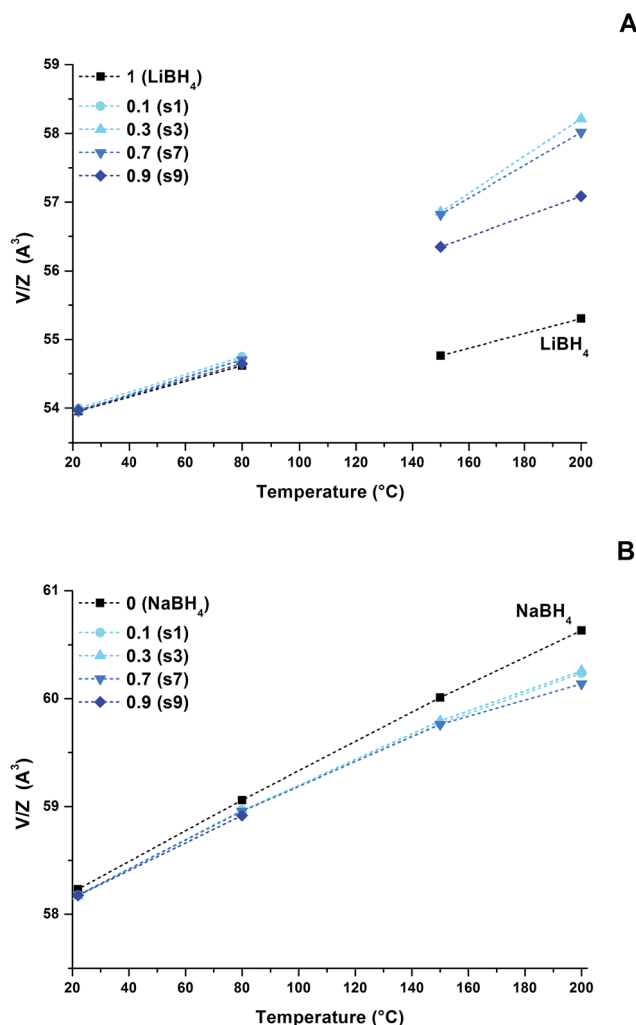 A
59
58
57
56
55
54
V/Z (A³)
1 (LiBH₄)
0.1 (s1)
0.3 (s3)
0.7 (s7)
0.9 (s9)
LiBH₄
20 40 60 80 100 120 140 160 180 200
Temperature (°C)
B
61
60
59
58
V/Z (A³)
0 (NaBH₄)
0.1 (s1)
0.3 (s3)
0.7 (s7)
0.9 (s9)
NaBH₄
20 40 60 80 100 120 140 160 180 200
Temperature (°C)